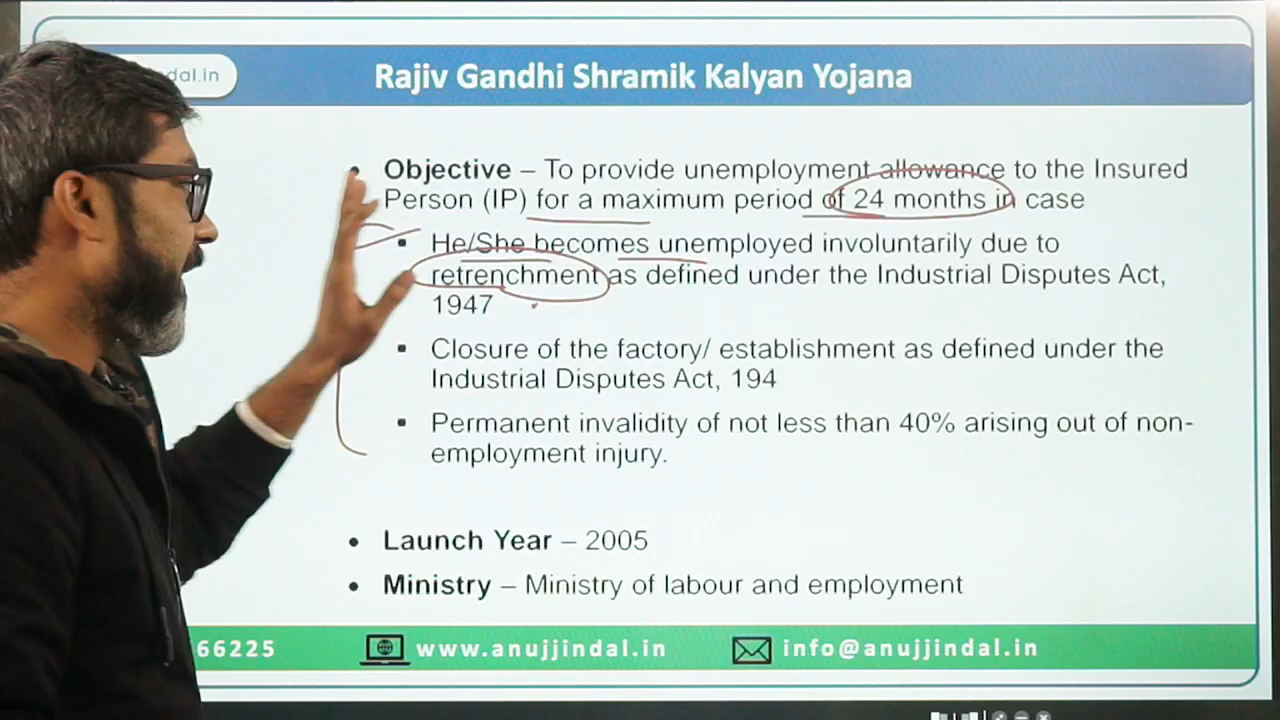 dal.in
Rajiv Gandhi Shramik Kalyan Yojana
• Objective – To provide unemployment allowance to the Insured
Person (IP) for a maximum period of 24 months in case
▪ He/She becomes unemployed involuntarily due to
retrenchment as defined under the Industrial Disputes Act,
1947
▪ Closure of the factory/ establishment as defined under the
Industrial Disputes Act, 194
▪ Permanent invalidity of not less than 40% arising out of non-
employment injury.
• Launch Year – 2005
• Ministry – Ministry of labour and employment
66225 www.anujjindal.in info@anujjindal.in